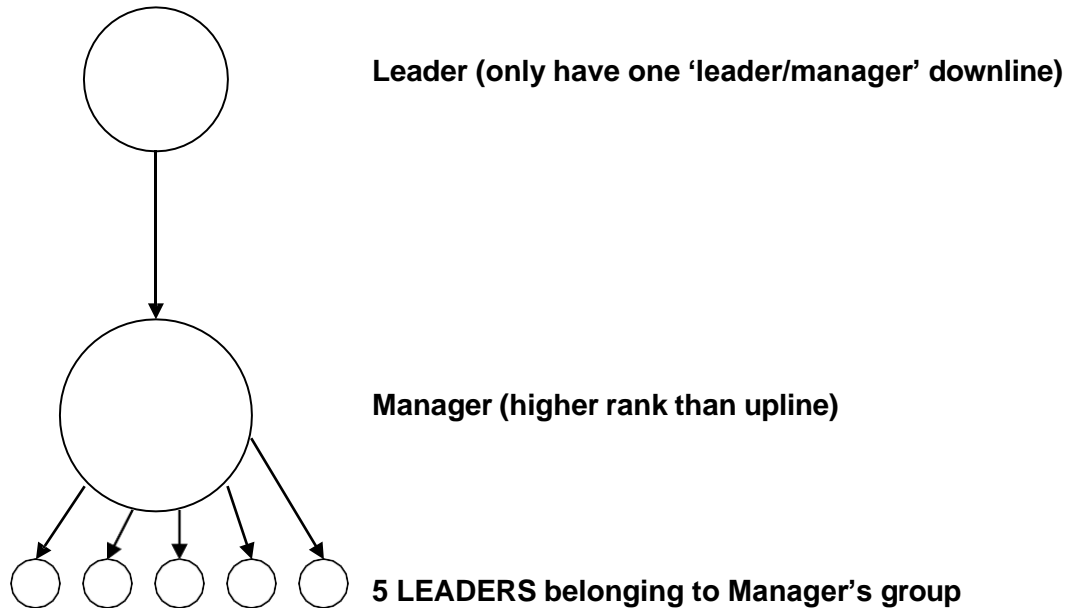 Leader (only have one ‘leader/manager’ downline)
Manager (higher rank than upline)
5 LEADERS belonging to Manager’s group